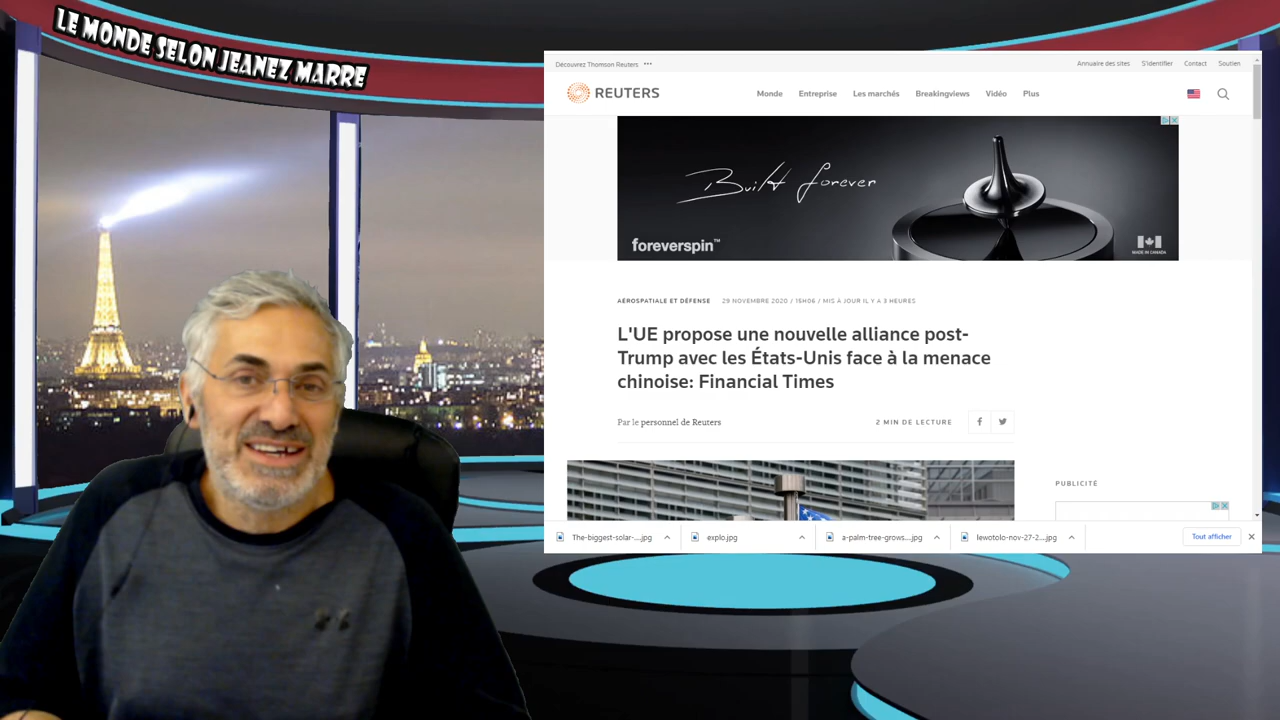 LE MONDE SELON JEANEZ MARRE
Découvrez Thomson Reuters •••
Annuaire des sites S'identifier Contact Soutien
REUTERS
Monde Entreprise Les marchés Breakingviews Vidéo Plus
Built forever
foreverspin™
MADE IN CANADA
AÉROSPATIALE ET DÉFENSE 29 NOVEMBRE 2020 / 15H06 / MIS À JOUR IL Y A 3 HEURES
L'UE propose une nouvelle alliance post-
Trump avec les États-Unis face à la menace
chinoise: Financial Times
Par le personnel de Reuters
2 MIN DE LECTURE
PUBLICITÉ
The-biggest-solar-....jpg explo.jpg a-palm-tree-grows....jpg lewotolo-nov-27-2....jpg Tout afficher